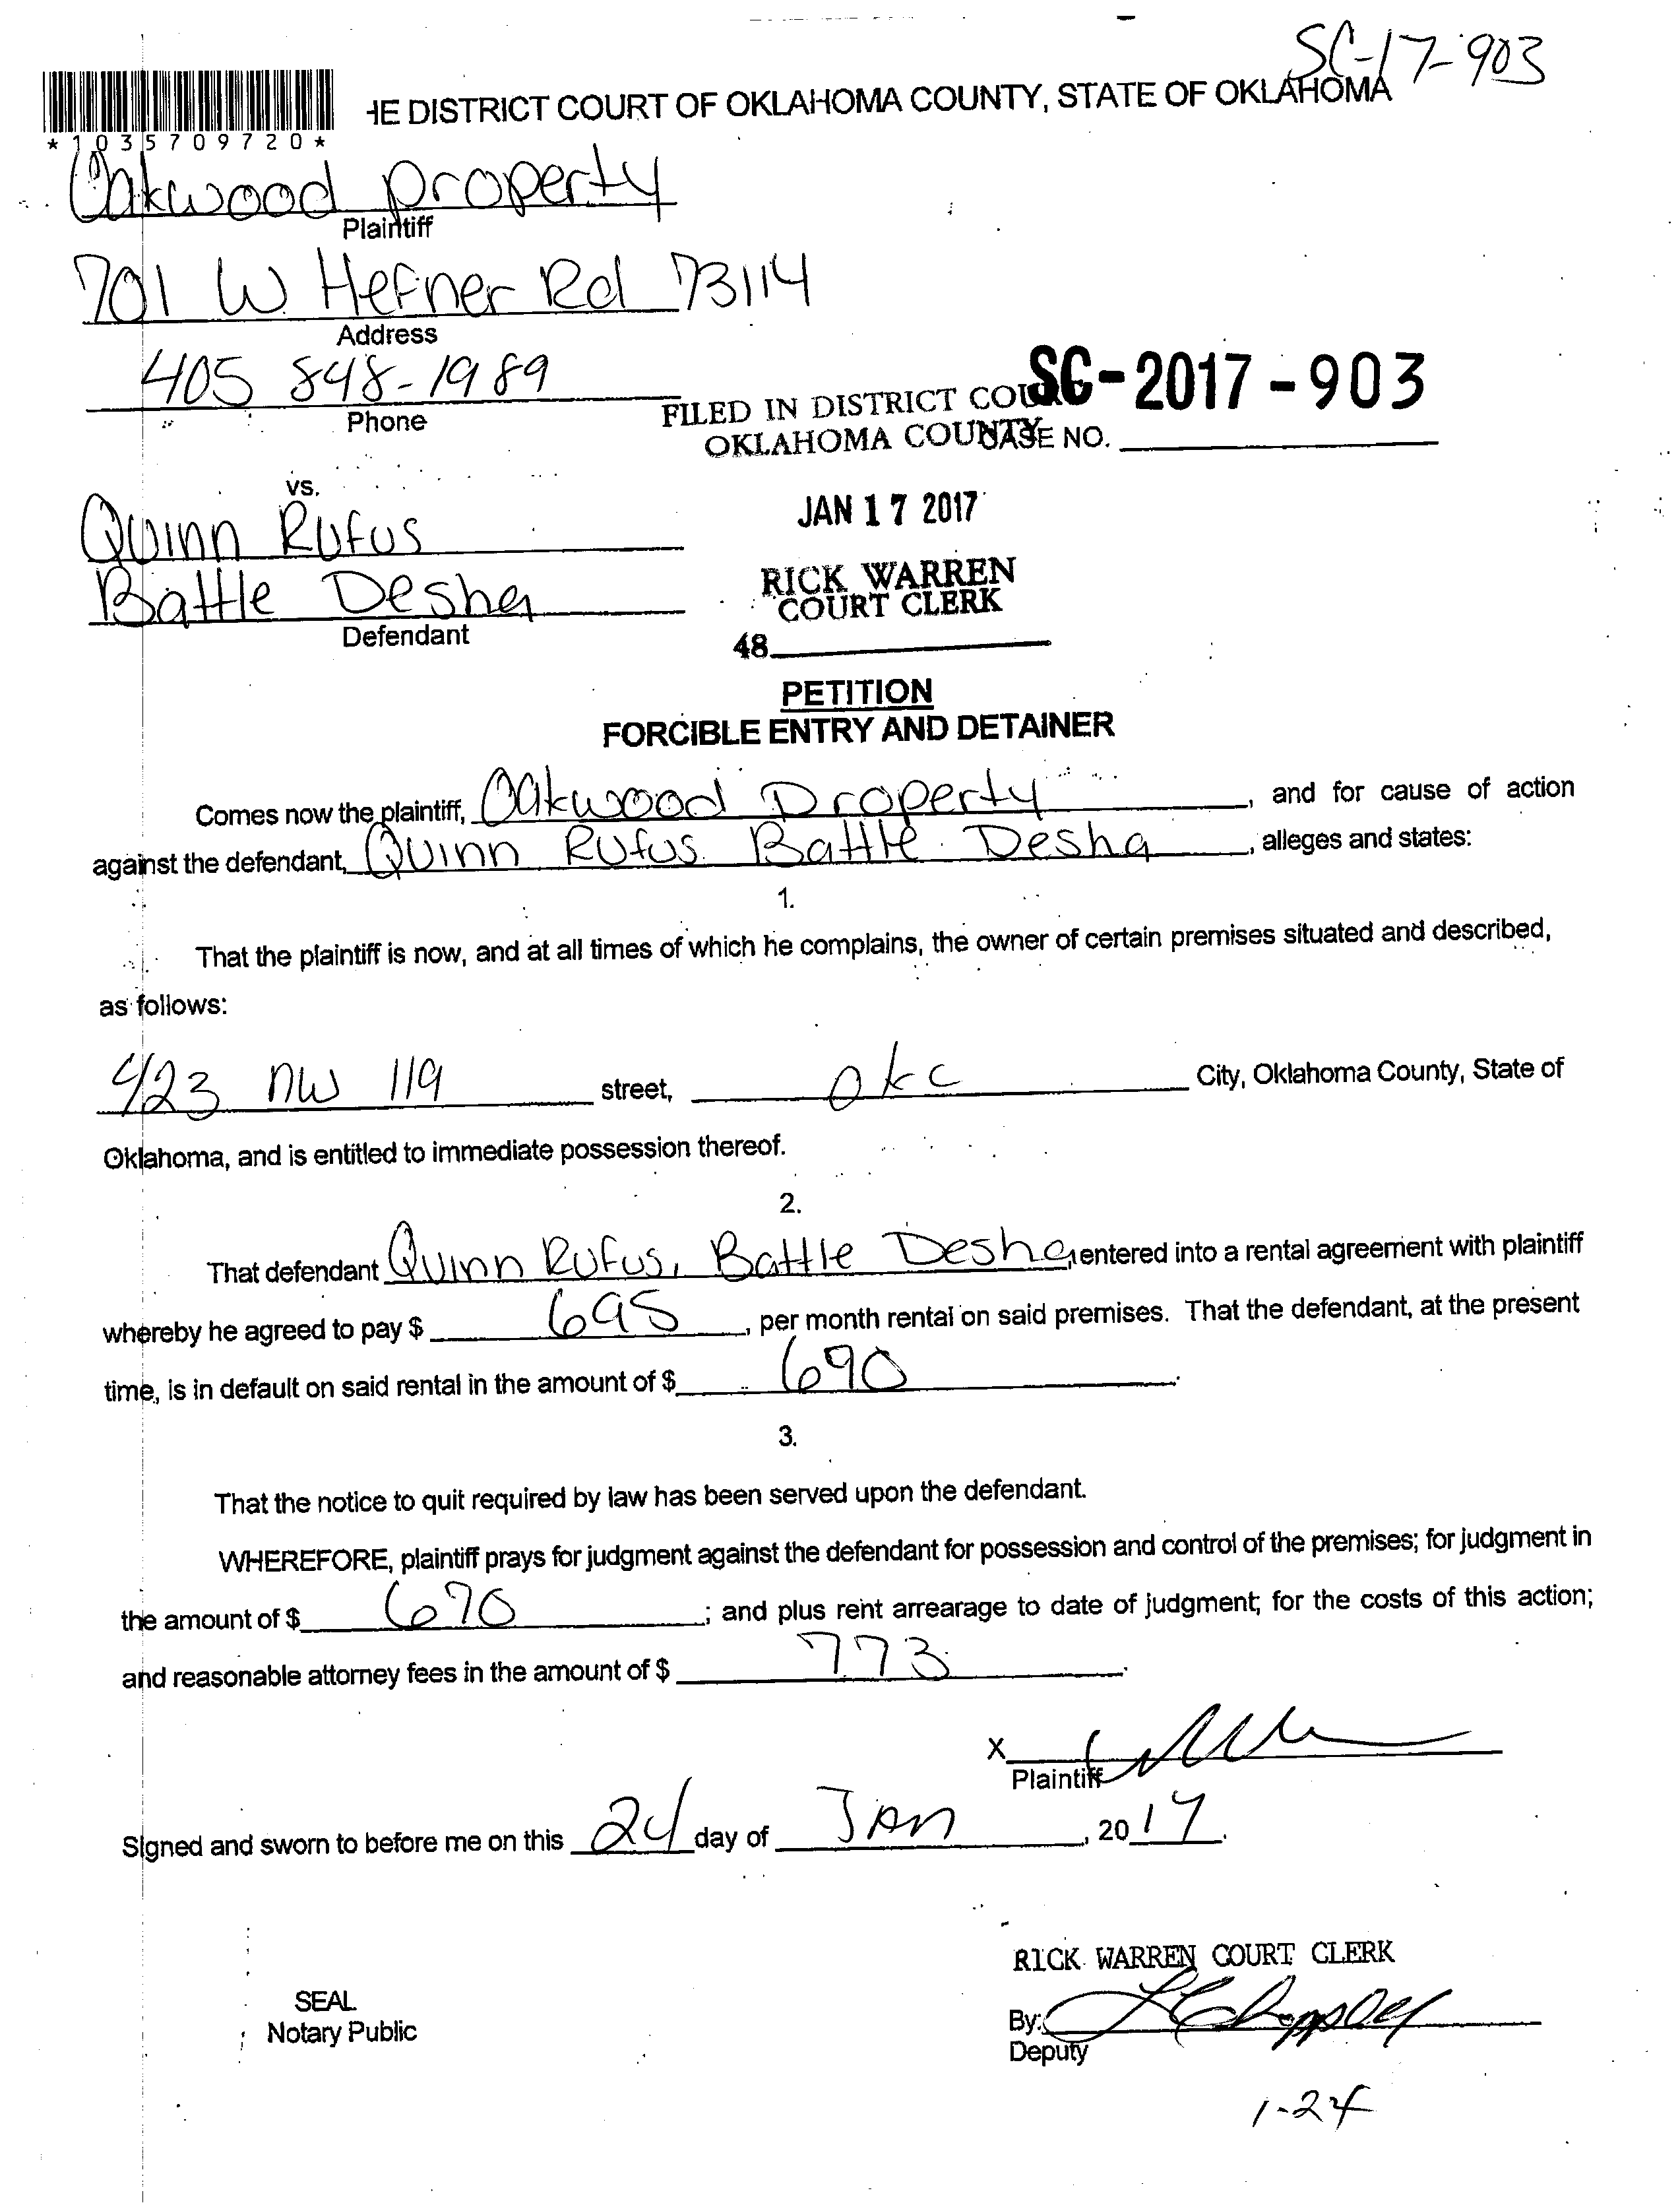 SC-17-903
HE DISTRICT COURT OF OKLAHOMA COUNTY, STATE OF OKLAHOMA
* 1 0 3 5 7 0 9 7 2 0 *
Oakwood property
Plaintiff
701 W. Hefner Rd 73114
Address
405 848-1989
Phone
SC-2017-903
FILED IN DISTRICT COURT
OKLAHOMA COUNTY
CASE NO.
vs.
JAN 17 2017
Quinn Rufus
Battle Desha
Defendant
RICK WARREN
COURT CLERK
48
PETITION
FORCIBLE ENTRY AND DETAINER
Comes now the plaintiff, Oakwood Property, and for cause of action
against the defendant, Quinn Rufus Battle Desha, alleges and states:
1.
That the plaintiff is now, and at all times of which he complains, the owner of certain premises situated and described,
as follows:
423 NW 119 street, okc City, Oklahoma County, State of
Oklahoma, and is entitled to immediate possession thereof.
2.
That defendant Quinn Rufus, Battle Desha, entered into a rental agreement with plaintiff
whereby he agreed to pay $ 695, per month rental on said premises. That the defendant, at the present
time, is in default on said rental in the amount of $ 690.
3.
That the notice to quit required by law has been served upon the defendant.
WHEREFORE, plaintiff prays for judgment against the defendant for possession and control of the premises; for judgment in
the amount of $ 690; and plus rent arrearage to date of judgment; for the costs of this action;
and reasonable attorney fees in the amount of $ 773.
X
Plaintiff
Signed and sworn to before me on this 24 day of JAN, 2017.
RICK WARREN COURT CLERK
SEAL
Notary Public
By:
Deputy
1-24